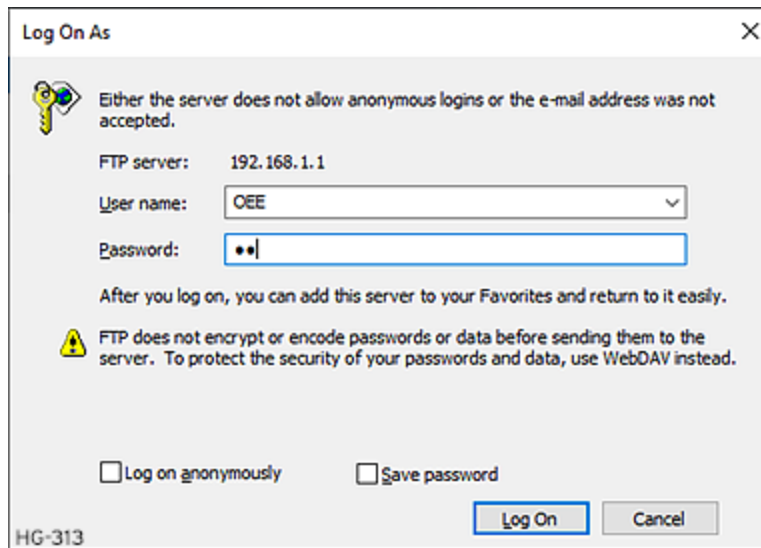 Log On As
Either the server does not allow anonymous logins or the e-mail address was not
accepted.
FTP server: 192.168.1.1
User name: OEE
Password: ••
After you log on, you can add this server to your Favorites and return to it easily.
FTP does not encrypt or encode passwords or data before sending them to the
server. To protect the security of your passwords and data, use WebDAV instead.
Log on anonymously Save password
Log On Cancel
HG-313